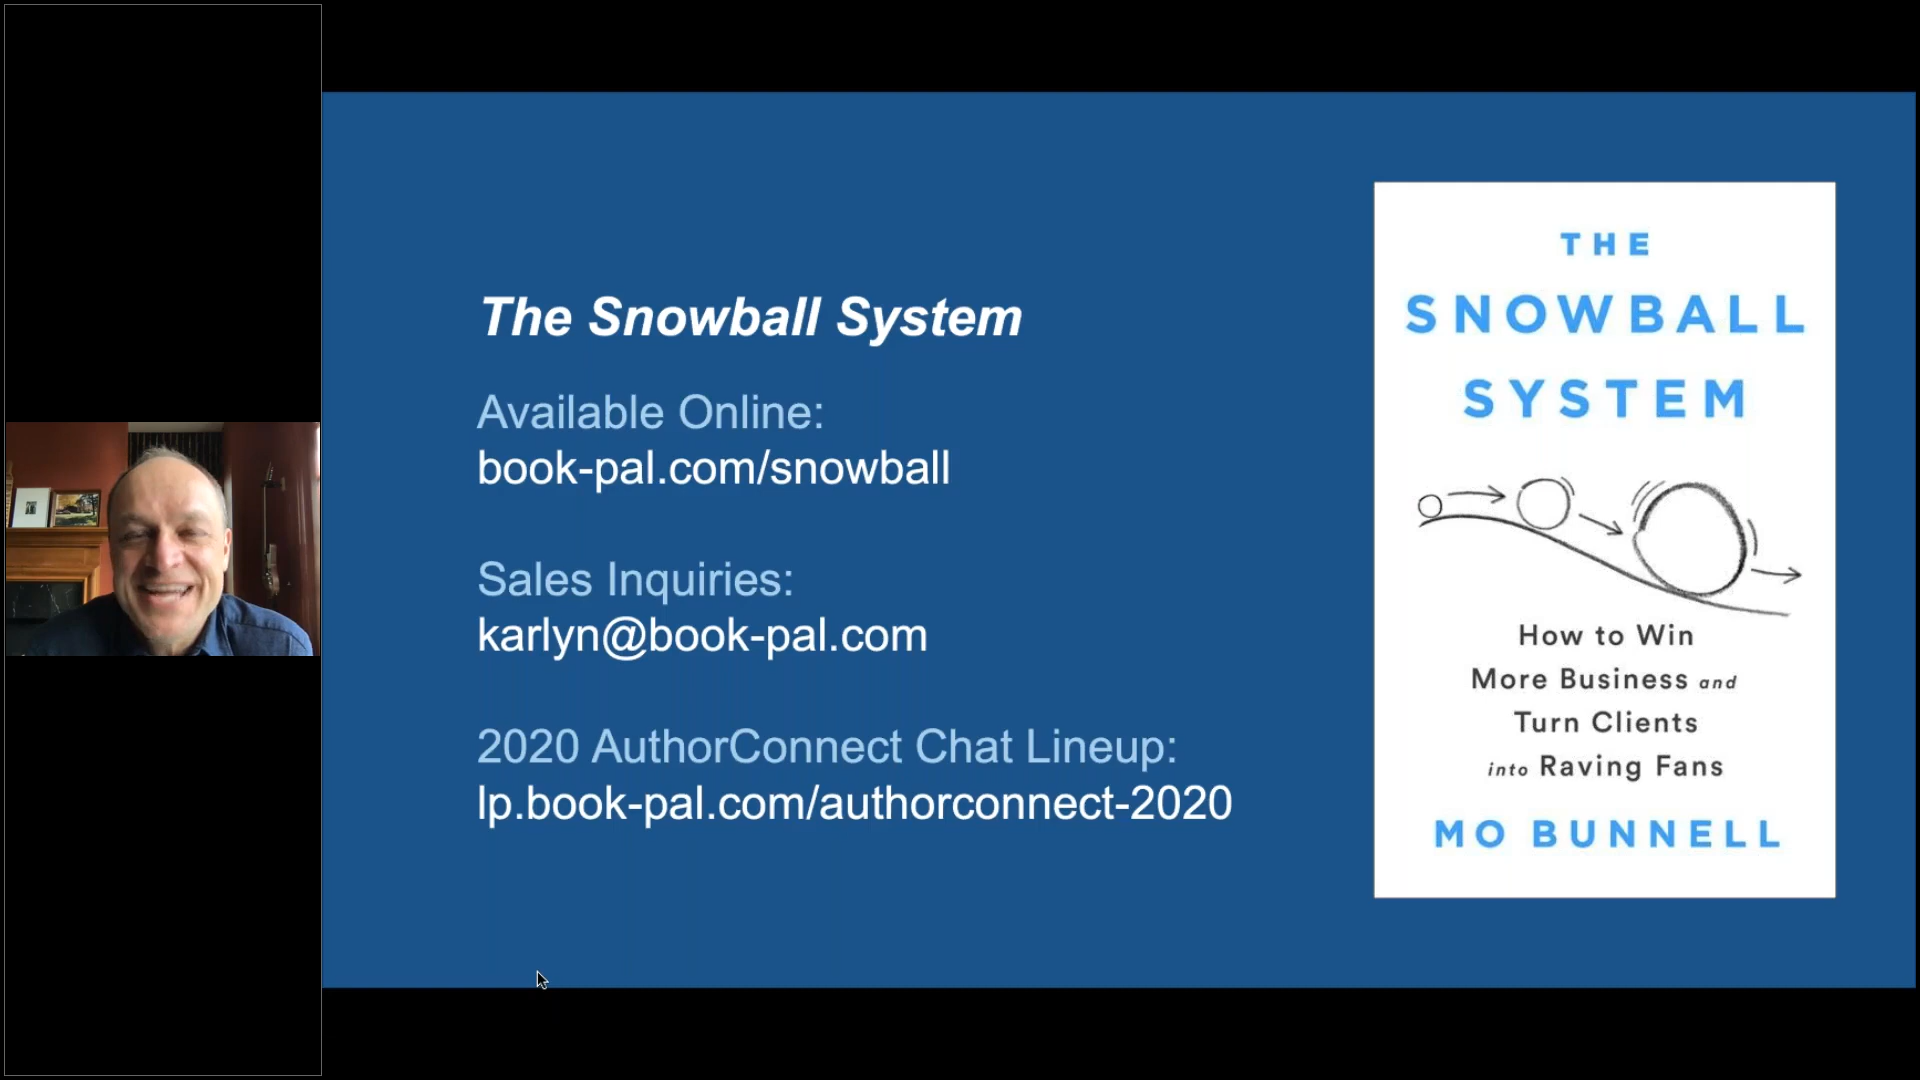 The Snowball System
Available Online:
book-pal.com/snowball
Sales Inquiries:
karlyn@book-pal.com
2020 AuthorConnect Chat Lineup:
lp.book-pal.com/authorconnect-2020
THE
SNOWBALL
SYSTEM
How to Win
More Business and
Turn Clients
into Raving Fans
MO BUNNELL